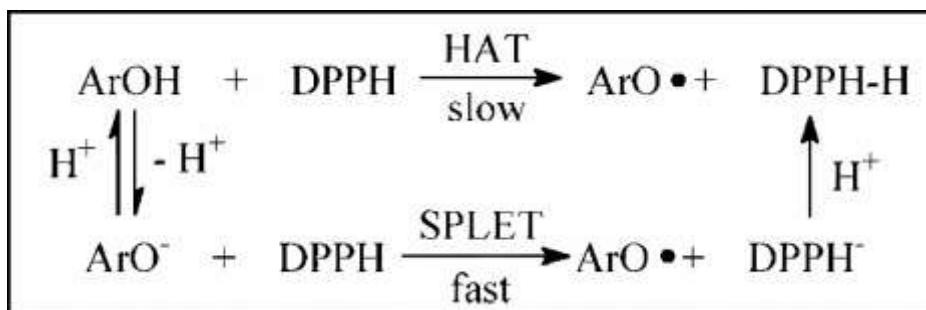 HAT
ArOH + DPPH ArO•+ DPPH-H
slow
H⁺ - H⁺ H⁺
SPLET
ArO⁻ + DPPH ArO•+ DPPH⁻
fast